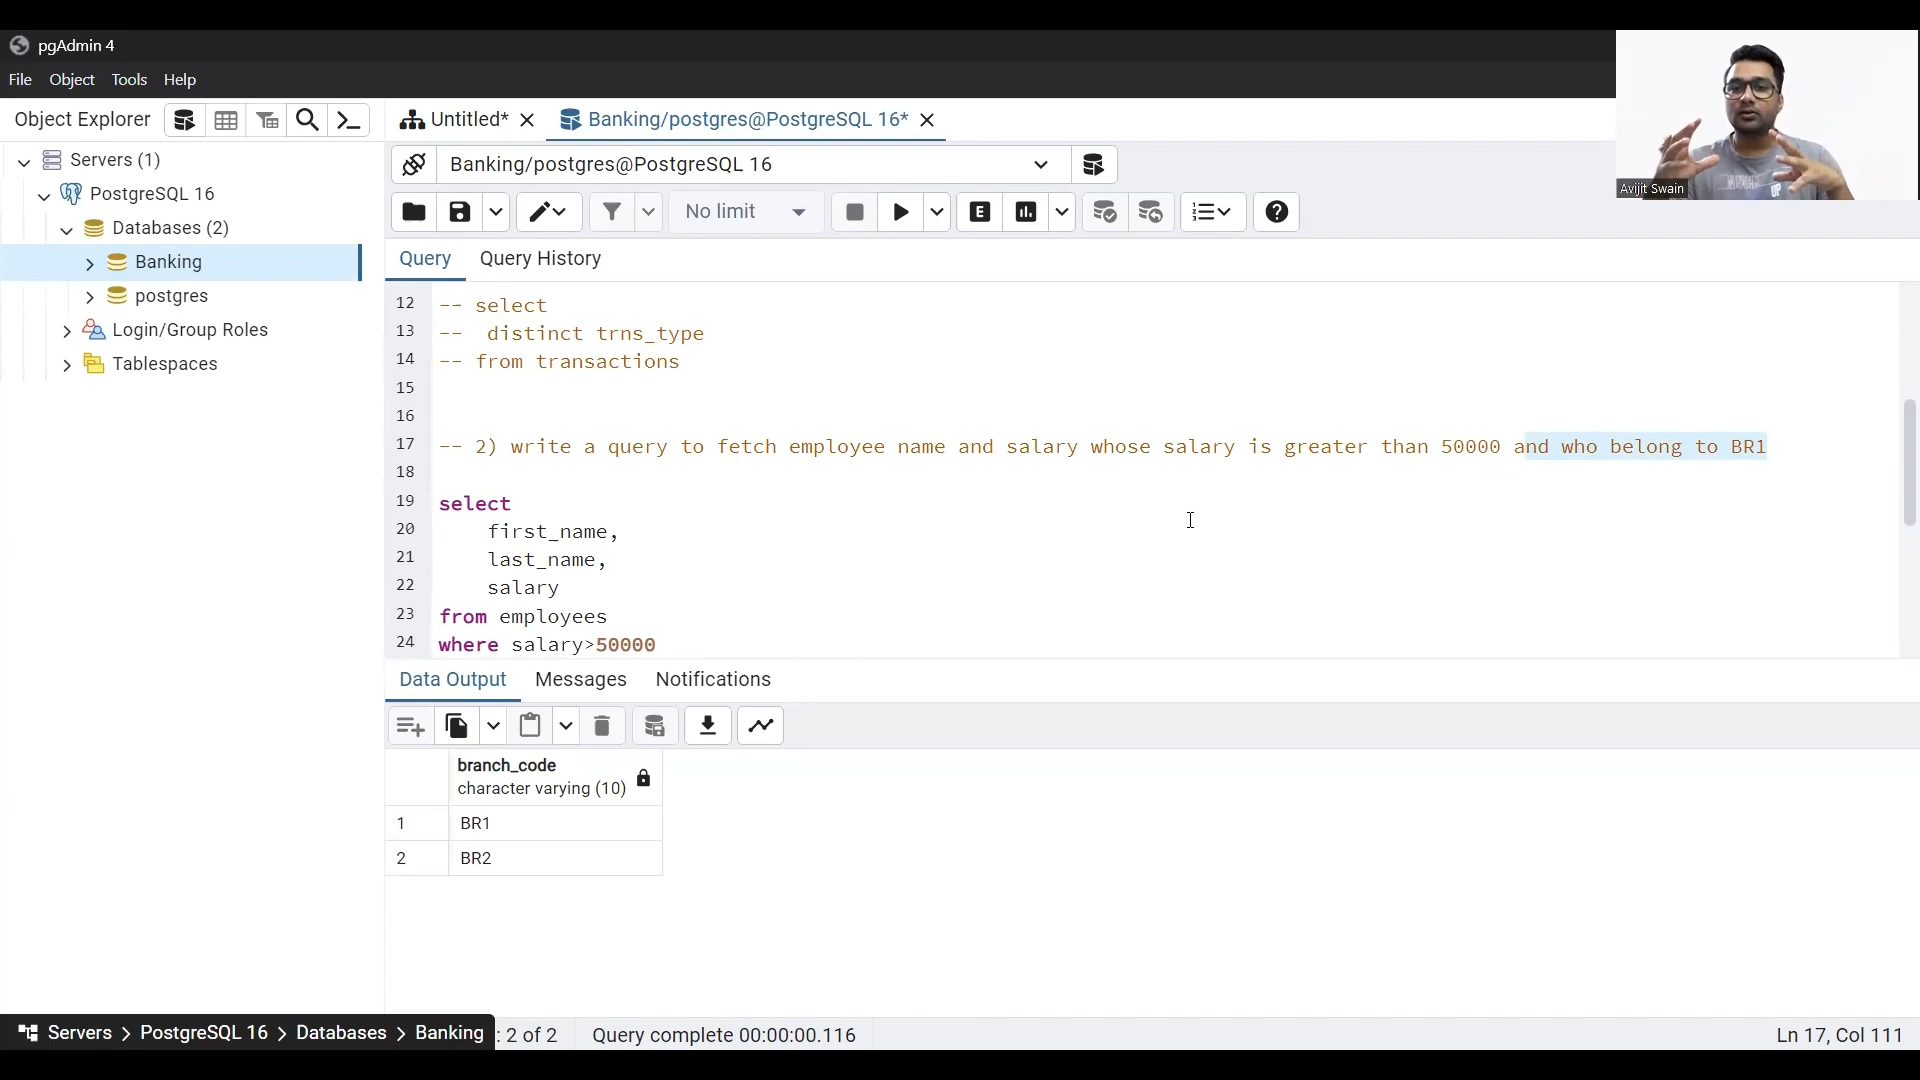 pgAdmin 4
File Object Tools Help
Object Explorer
Untitled*
Banking/postgres@PostgreSQL 16*
Avijit Swain
Servers (1)
PostgreSQL 16
Databases (2)
Banking
postgres
Login/Group Roles
Tablespaces
Banking/postgres@PostgreSQL 16
No limit
E
Query Query History
12 -- select
13 -- distinct trns_type
14 -- from transactions
15
16
17 -- 2) write a query to fetch employee name and salary whose salary is greater than 50000 and who belong to BR1
18
19 select
20 first_name,
21 last_name,
22 salary
23 from employees
24 where salary>50000
Data Output Messages Notifications
branch_code
character varying (10)
1 BR1
2 BR2
Servers > PostgreSQL 16 > Databases > Banking : 2 of 2 Query complete 00:00:00.116 Ln 17, Col 111